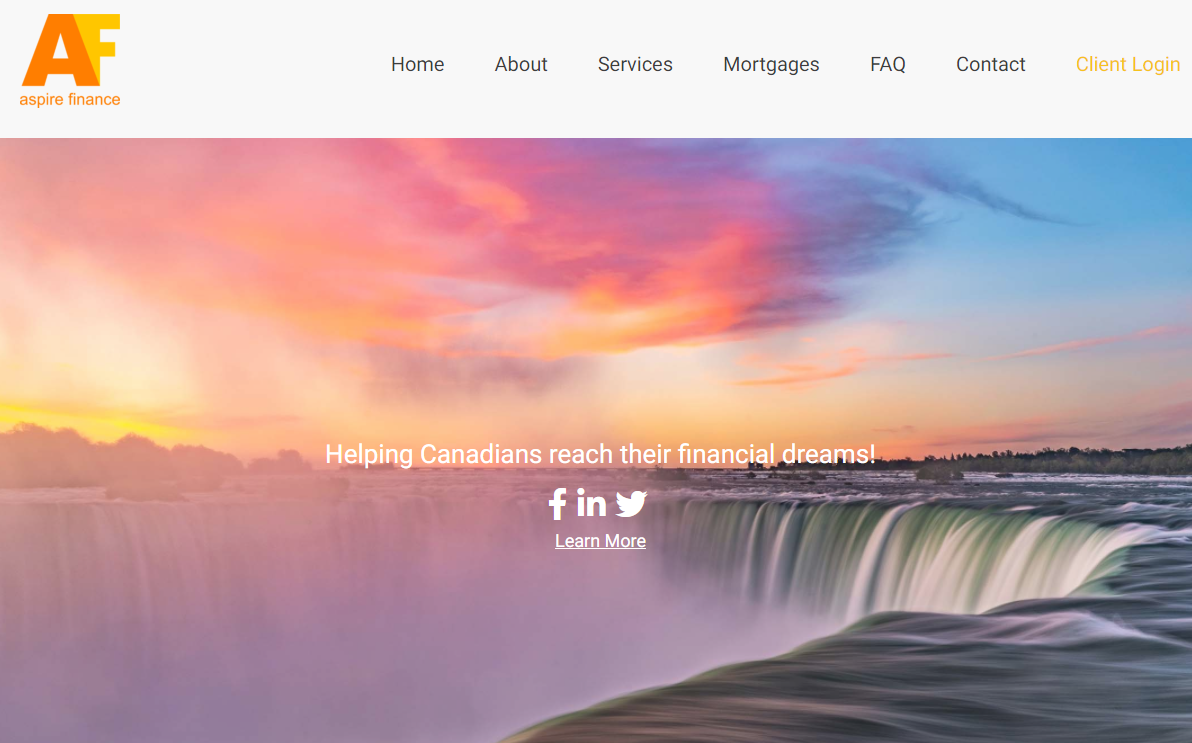 AF
aspire finance
Home About Services Mortgages FAQ Contact Client Login
Helping Canadians reach their financial dreams!
f in
Learn More